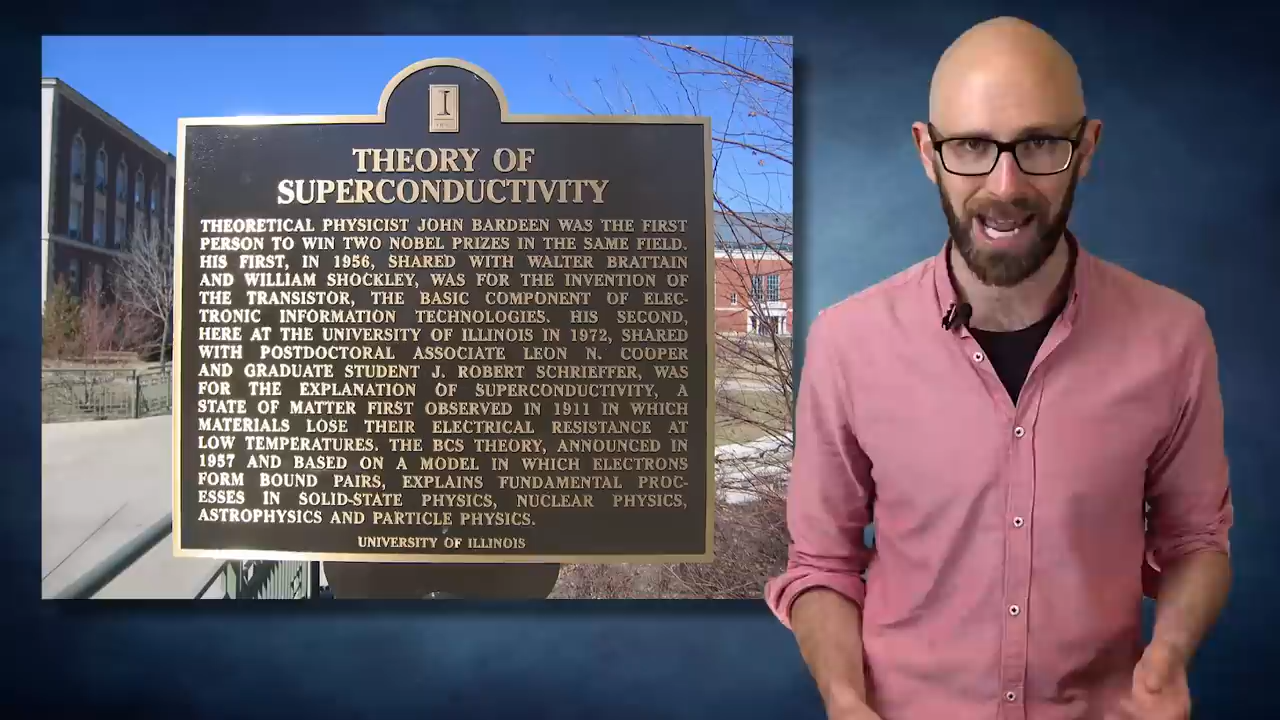 I
THEORY OF
SUPERCONDUCTIVITY
THEORETICAL PHYSICIST JOHN BARDEEN WAS THE FIRST
PERSON TO WIN TWO NOBEL PRIZES IN THE SAME FIELD.
HIS FIRST, IN 1956, SHARED WITH WALTER BRATTAIN
AND WILLIAM SHOCKLEY, WAS FOR THE INVENTION OF
THE TRANSISTOR, THE BASIC COMPONENT OF ELEC-
TRONIC INFORMATION TECHNOLOGIES. HIS SECOND,
HERE AT THE UNIVERSITY OF ILLINOIS IN 1972, SHARED
WITH POSTDOCTORAL ASSOCIATE LEON N. COOPER
AND GRADUATE STUDENT J. ROBERT SCHRIEFFER, WAS
FOR THE EXPLANATION OF SUPERCONDUCTIVITY, A
STATE OF MATTER FIRST OBSERVED IN 1911 IN WHICH
MATERIALS LOSE THEIR ELECTRICAL RESISTANCE AT
LOW TEMPERATURES. THE BCS THEORY, ANNOUNCED IN
1957 AND BASED ON A MODEL IN WHICH ELECTRONS
FORM BOUND PAIRS, EXPLAINS FUNDAMENTAL PROC-
ESSES IN SOLID-STATE PHYSICS, NUCLEAR PHYSICS,
ASTROPHYSICS AND PARTICLE PHYSICS.
UNIVERSITY OF ILLINOIS